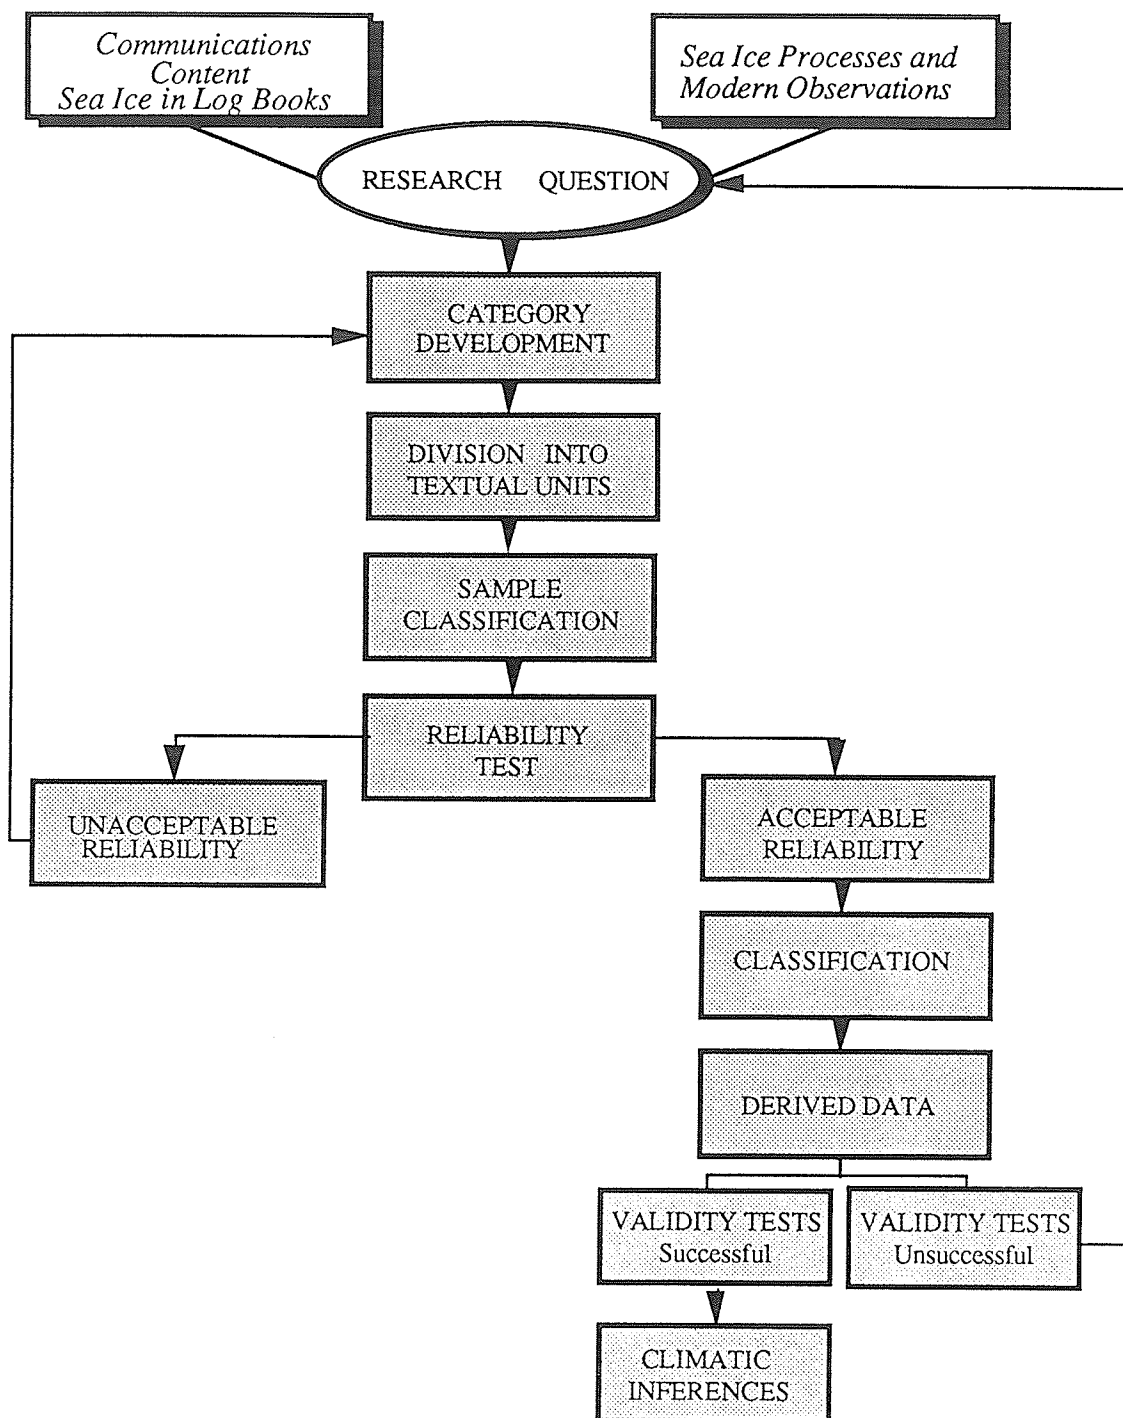 Communications
Content
Sea Ice in Log Books
Sea Ice Processes and
Modern Observations
RESEARCH QUESTION
CATEGORY
DEVELOPMENT
DIVISION INTO
TEXTUAL UNITS
SAMPLE
CLASSIFICATION
RELIABILITY
TEST
UNACCEPTABLE
RELIABILITY
ACCEPTABLE
RELIABILITY
CLASSIFICATION
DERIVED DATA
VALIDITY TESTS
Successful
VALIDITY TESTS
Unsuccessful
CLIMATIC
INFERENCES